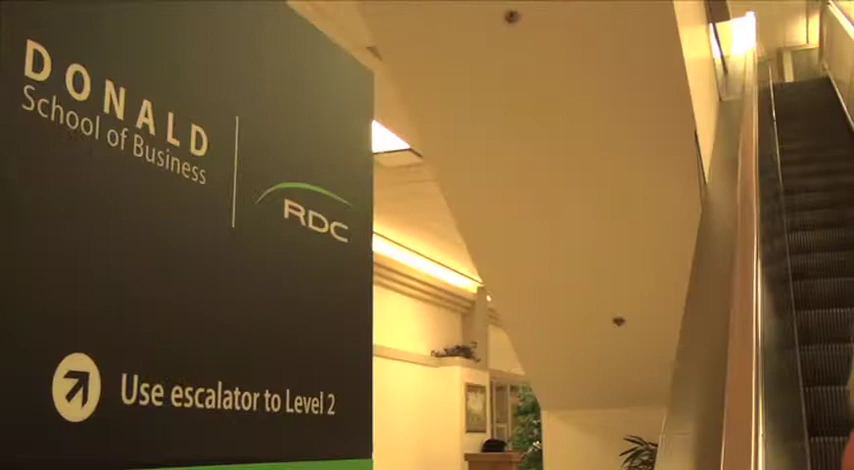 DONALD
School of Business
RDC
Use escalator to Level 2